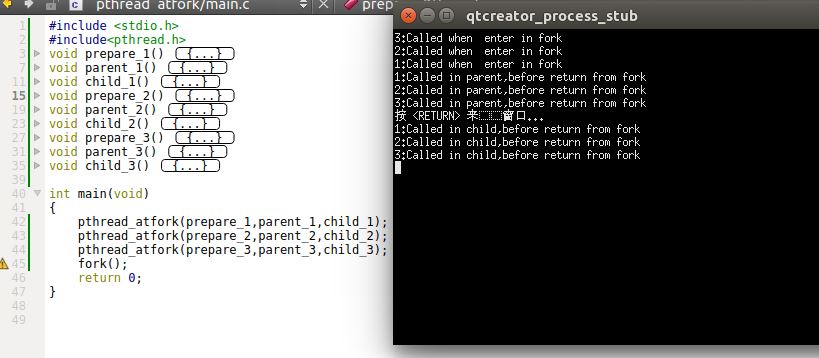 pthread_atfork/main.c
prepare
1 #include <stdio.h>
2 #include<pthread.h>
3 void prepare_1() {...}
7 void parent_1() {...}
11 void child_1() {...}
15 void prepare_2() {...}
19 void parent_2() {...}
23 void child_2() {...}
27 void prepare_3() {...}
31 void parent_3() {...}
35 void child_3() {...}
39
40 int main(void)
41 {
42 pthread_atfork(prepare_1,parent_1,child_1);
43 pthread_atfork(prepare_2,parent_2,child_2);
44 pthread_atfork(prepare_3,parent_3,child_3);
45 fork();
46 return 0;
47 }
48
49
qtcreator_process_stub
3:Called when  enter in fork
2:Called when  enter in fork
1:Called when  enter in fork
1:Called in parent,before return from fork
2:Called in parent,before return from fork
3:Called in parent,before return from fork
按 <RETURN> 来窗口...
1:Called in child,before return from fork
2:Called in child,before return from fork
3:Called in child,before return from fork